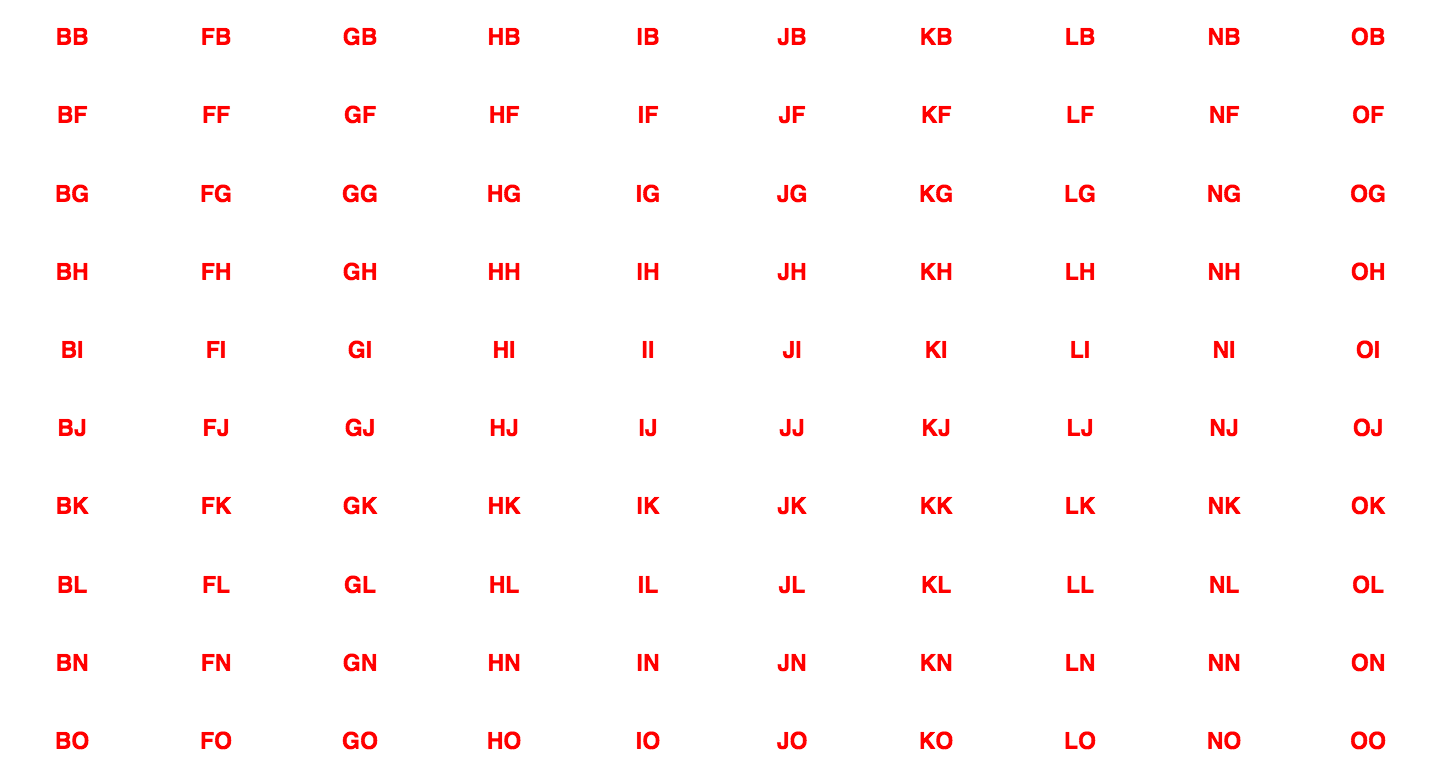 BB FB GB HB IB JB KB LB NB OB
BF FF GF HF IF JF KF LF NF OF
BG FG GG HG IG JG KG LG NG OG
BH FH GH HH IH JH KH LH NH OH
BI FI GI HI II JI KI LI NI OI
BJ FJ GJ HJ IJ JJ KJ LJ NJ OJ
BK FK GK HK IK JK KK LK NK OK
BL FL GL HL IL JL KL LL NL OL
BN FN GN HN IN JN KN LN NN ON
BO FO GO HO IO JO KO LO NO OO